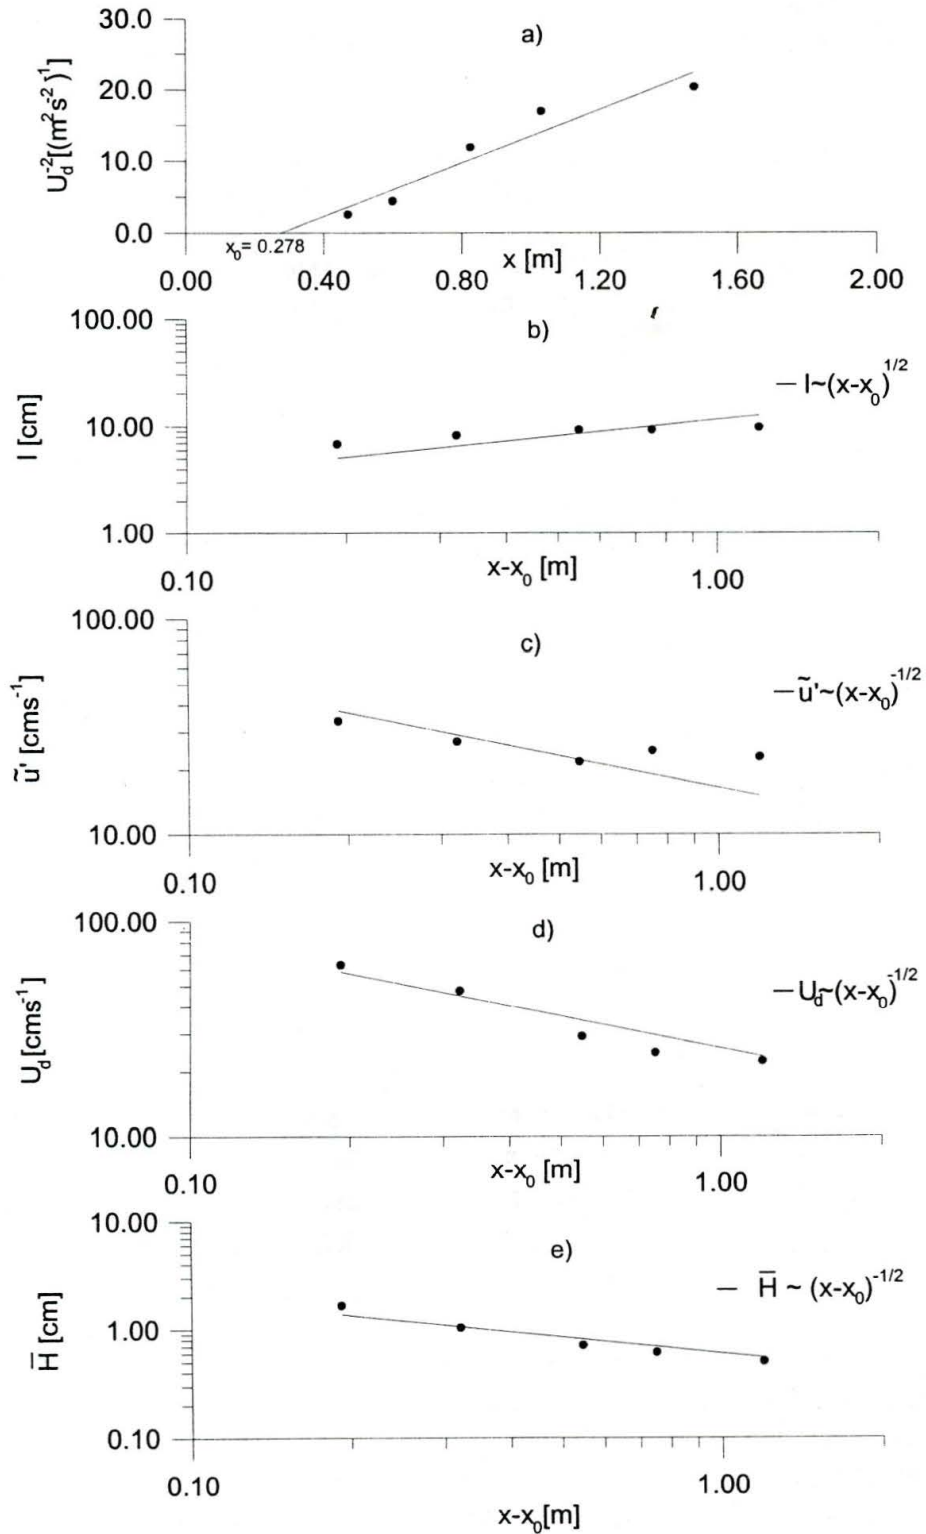 a)
U_d^-2 [(m^2 s^-2)^-1]
30.0
20.0
10.0
0.0
x_0= 0.278
0.00 0.40 0.80 1.20 1.60 2.00
x [m]
b)
l [cm]
100.00
10.00
1.00
l~(x-x_0)^1/2
0.10 1.00
x-x_0 [m]
c)
ũ' [cms^-1]
100.00
10.00
ũ'~(x-x_0)^-1/2
0.10 1.00
x-x_0 [m]
d)
U_d [cms^-1]
100.00
10.00
U_d~(x-x_0)^-1/2
0.10 1.00
x-x_0 [m]
e)
H̅ [cm]
10.00
1.00
0.10
H̅ ~ (x-x_0)^-1/2
0.10 1.00
x-x_0[m]